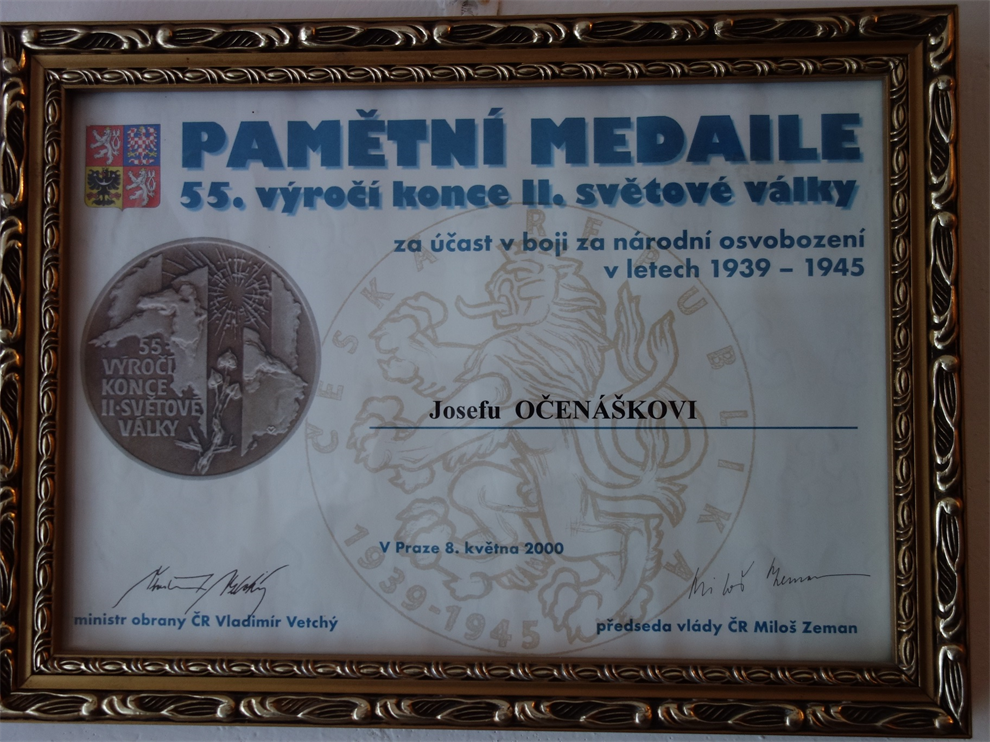 PAMĚTNÍ MEDAILE
55. výročí konce II. světové války
za účast v boji za národní osvobození
v letech 1939 – 1945
55.
VÝROČÍ
KONCE
II. SVĚTOVÉ
VÁLKY
ČESKÁ REPUBLIKA
1939-1945
Josefu OČENÁŠKOVI
V Praze 8. května 2000
Miloš Zeman
ministr obrany ČR Vladimír Vetchý
předseda vlády ČR Miloš Zeman